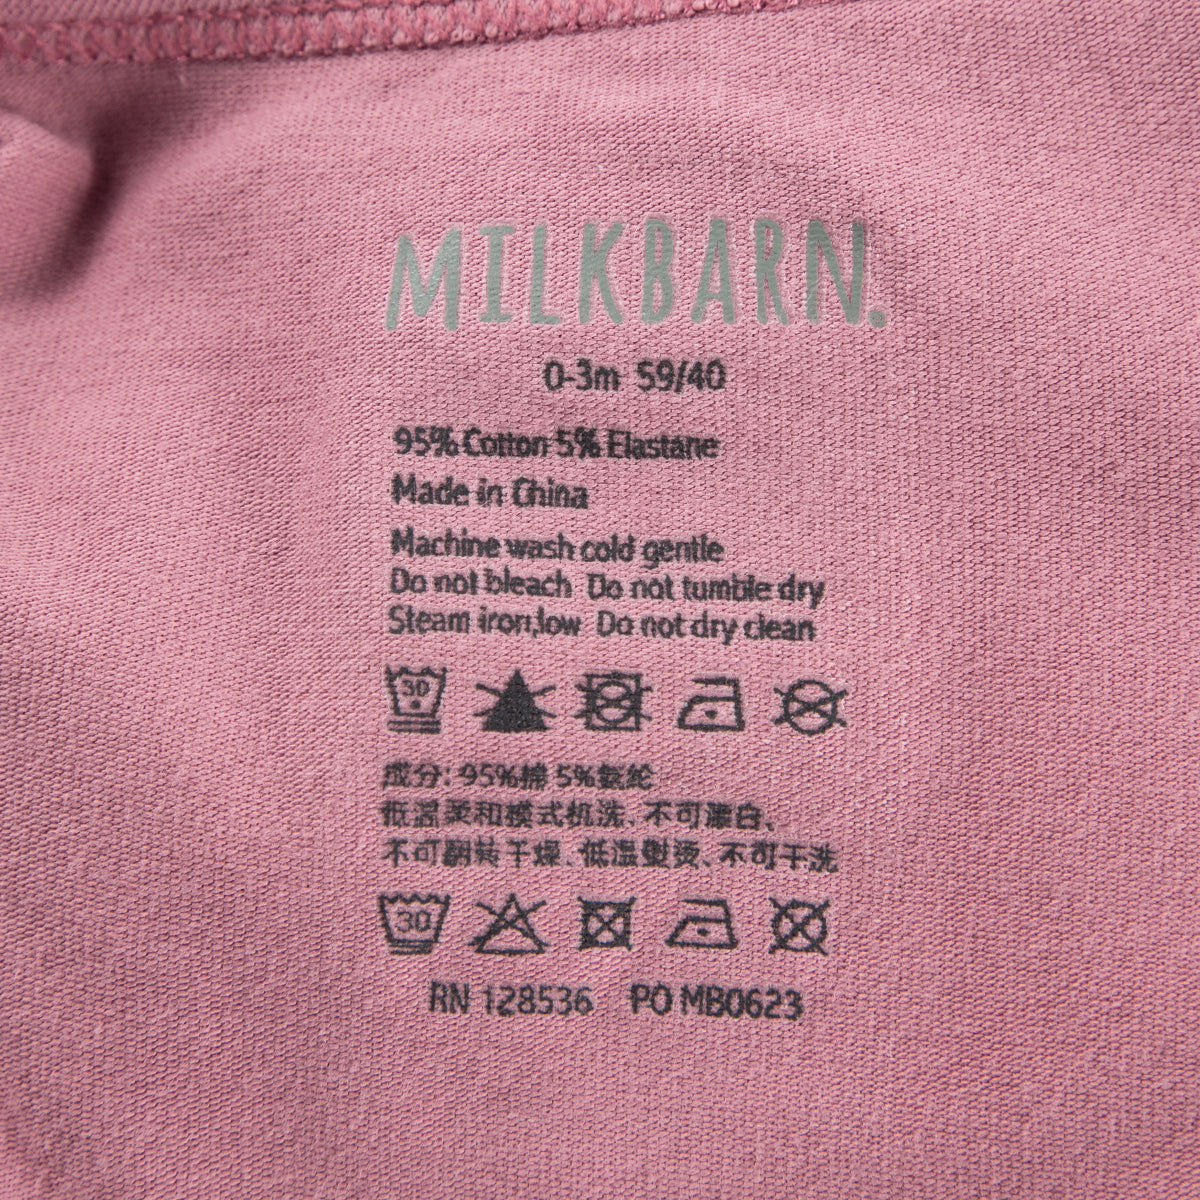 MILKBARN.
0-3m 59/40
95% Cotton 5% Elastane
Made in China
Machine wash cold gentle
Do not bleach Do not tumble dry
Steam iron,low Do not dry clean
30
成分: 95%棉 5%氨纶
低温柔和模式机洗、不可漂白、
不可翻转干燥、低温熨烫、不可干洗
30
RN 128536 PO MB0623